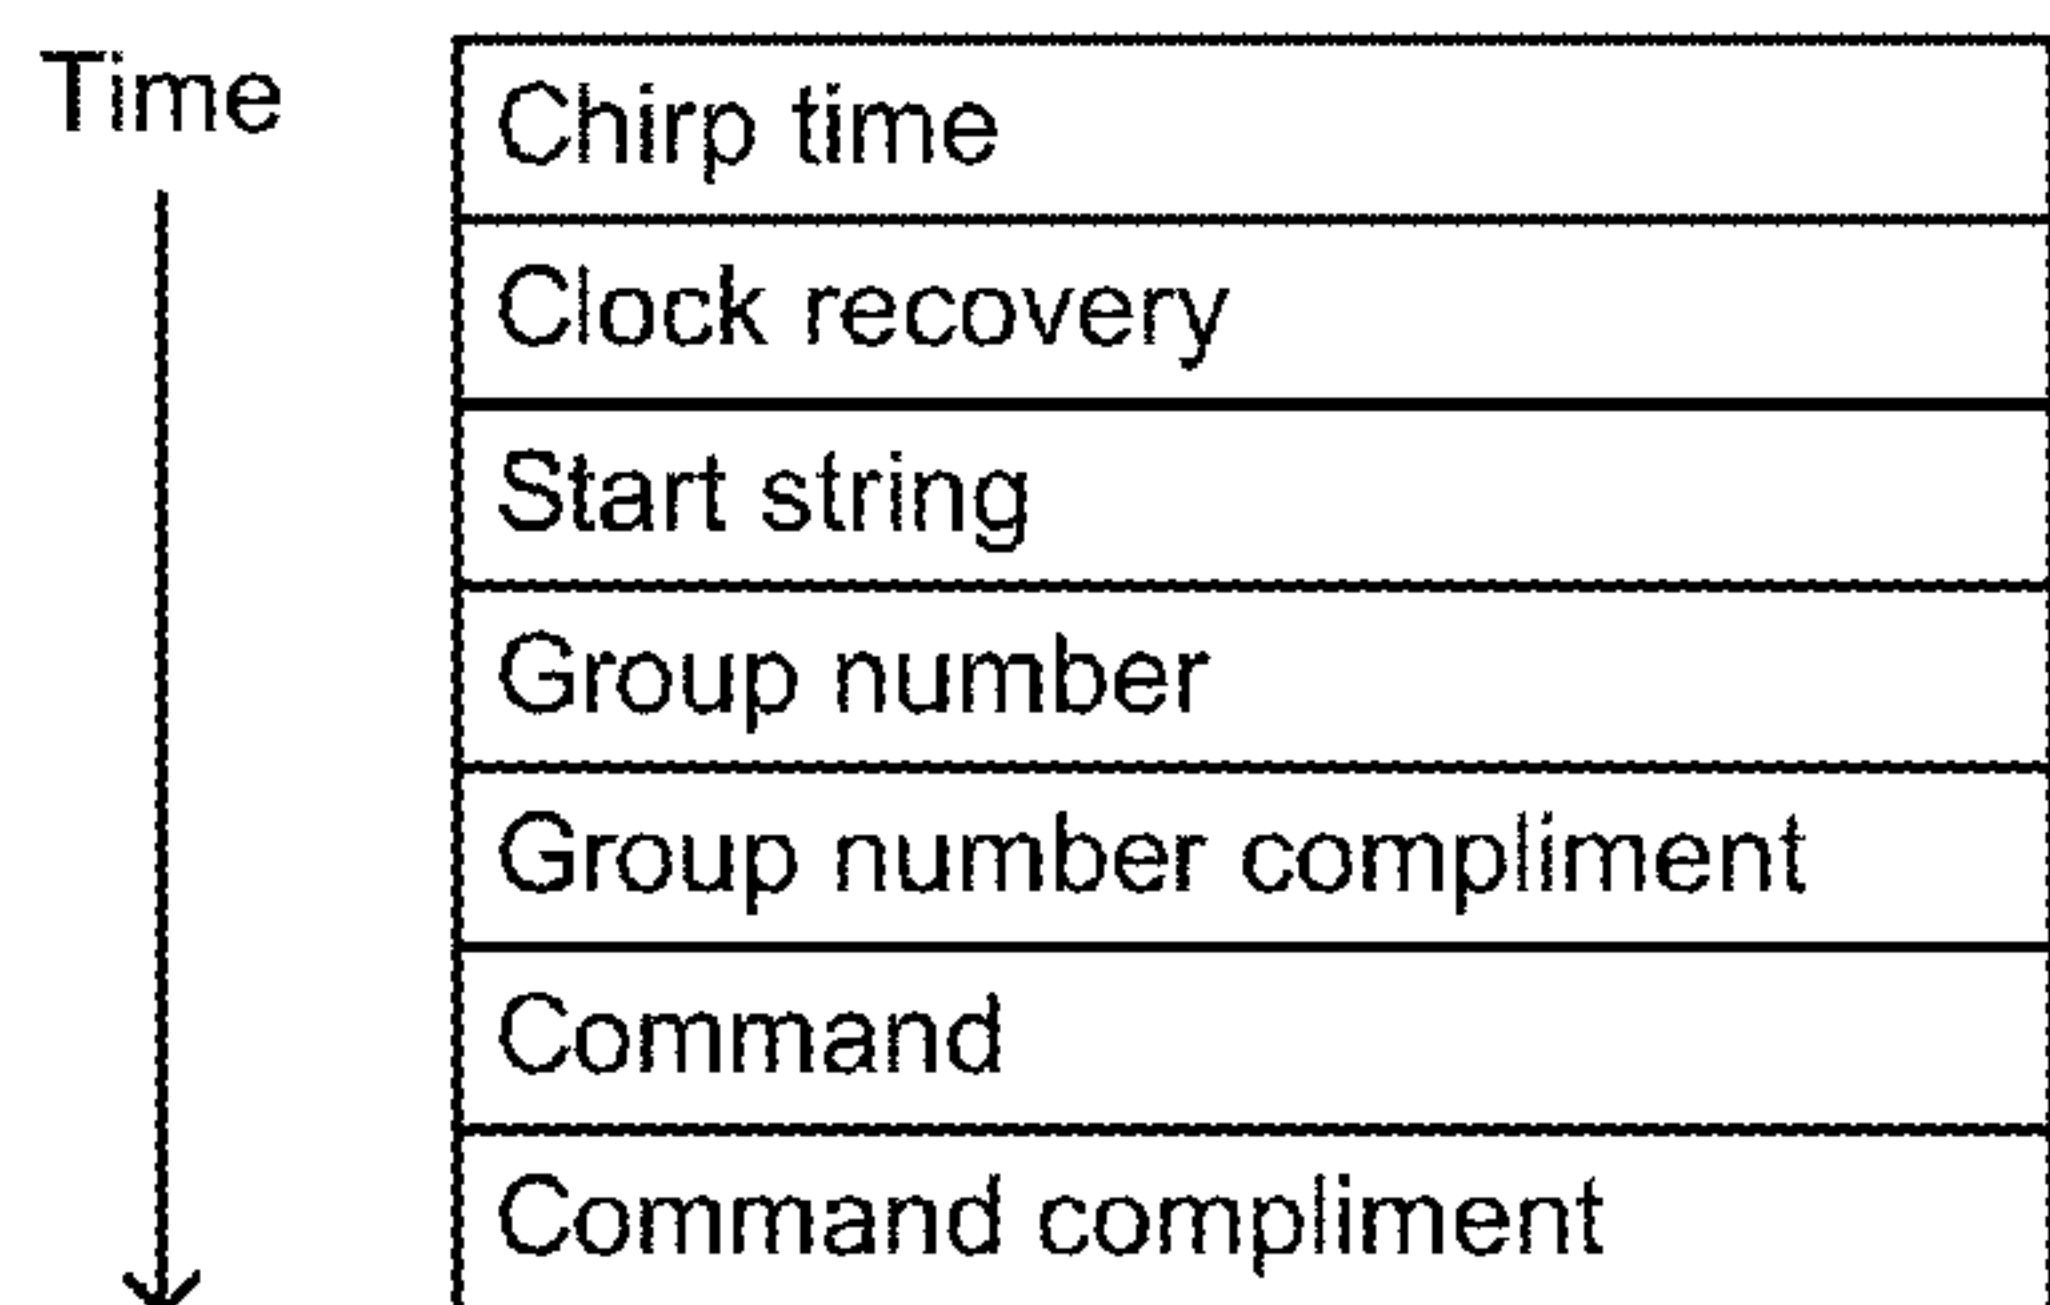 Time
Chirp time
Clock recovery
Start string
Group number
Group number compliment
Command
Command compliment